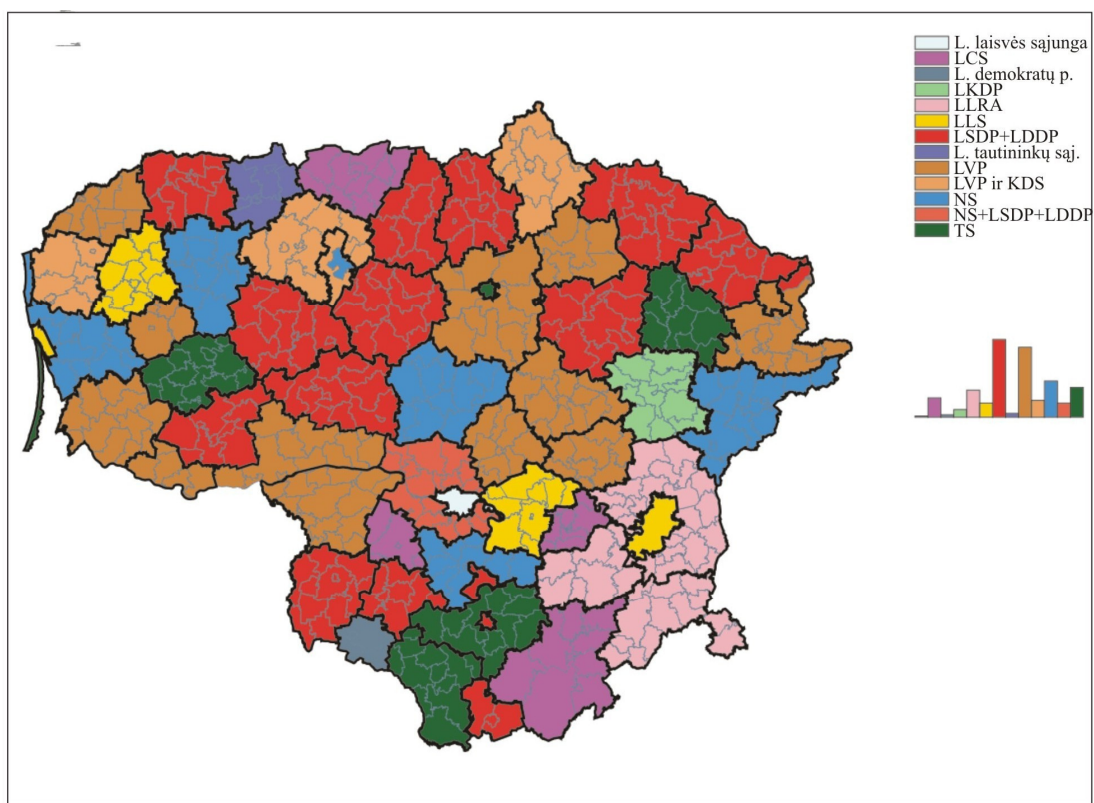 L. laisvės sąjunga
LCS
L. demokratų p.
LKDP
LLRA
LLS
LSDP+LDDP
L. tautininkų sąj.
LVP
LVP ir KDS
NS
NS+LSDP+LDDP
TS